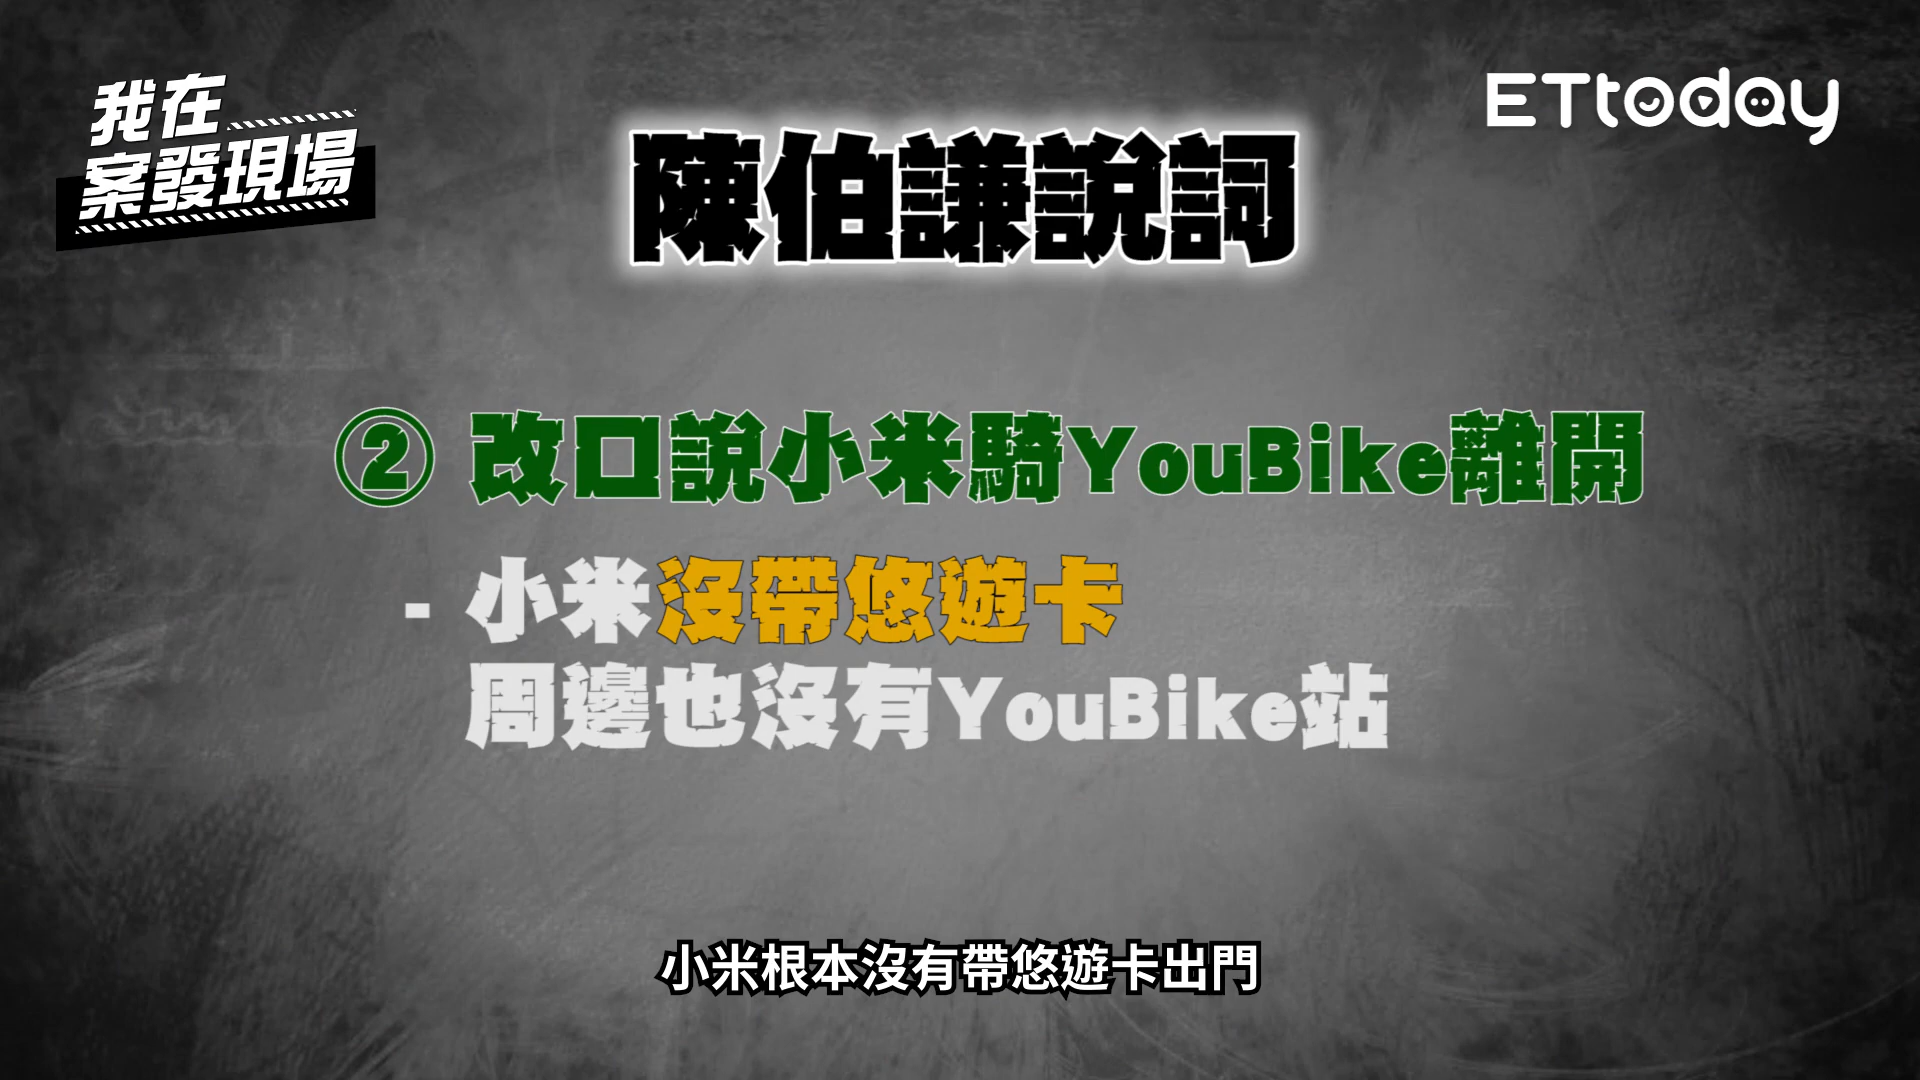 我在
案發現場
ETtoday
陳伯謙說詞
② 改口說小米騎YouBike離開
- 小米沒帶悠遊卡
周邊也沒有YouBike站
小米根本沒有帶悠遊卡出門